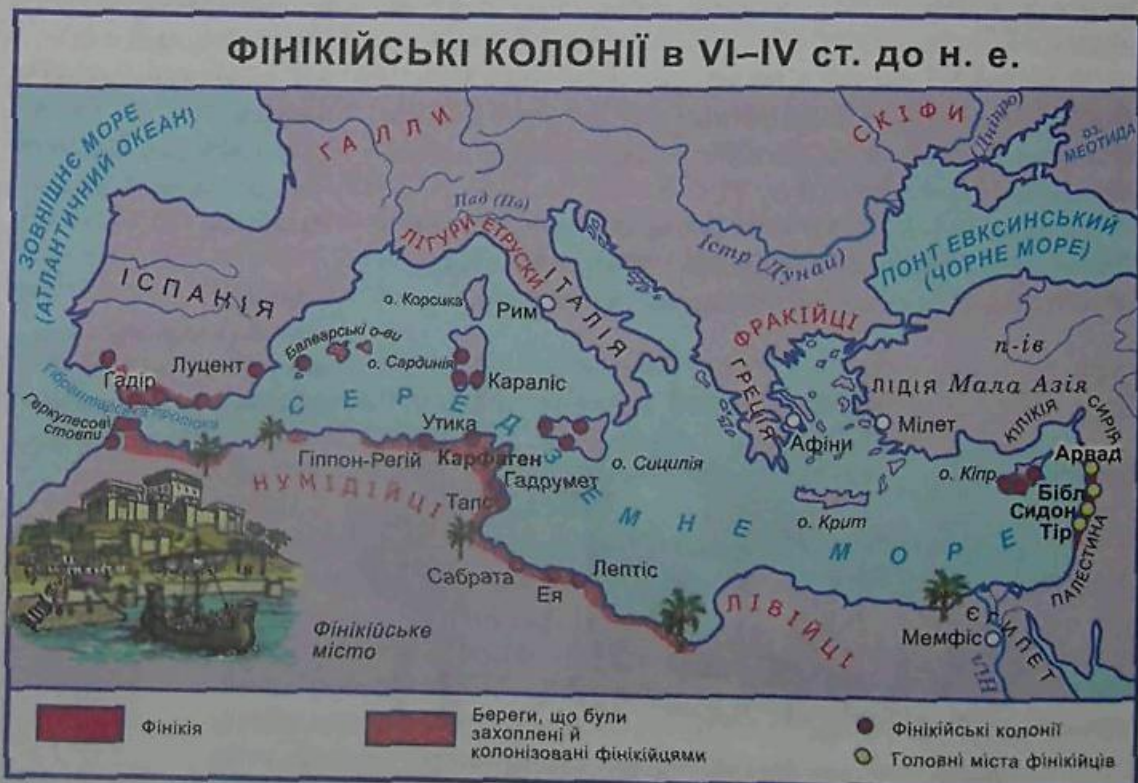 ФІНІКІЙСЬКІ КОЛОНІЇ в VI–IV ст. до н. е.
ЗОВНІШНЄ МОРЕ
(АТЛАНТИЧНИЙ ОКЕАН)
ГАЛЛИ
СКІФИ
(Дніпро)
оз.
МЕОТИДА
Пад (По)
ЛІГУРИ
ЕТРУСКИ
Істр (Дунай)
ПОНТ ЕВКСИНСЬКИЙ
(ЧОРНЕ МОРЕ)
ІСПАНІЯ
о. Корсика
Рим
ІТАЛІЯ
ФРАКІЙЦІ
п-ів
Мала Азія
ЛІДІЯ
Балеарські о-ви
о. Сардинія
Луцент
Караліс
Гадір
ГРЕЦІЯ
Афіни
Мілет
КІЛІКІЯ
СИРІЯ
Гібралтарська протока
Геркулесові
стовпи
СЕРЕДЗЕМНЕ МОРЕ
Утика
Гіппон-Регій
Карфаген
Гадрумет
о. Сицилія
о. Кіпр
Арвад
Бібл
Сидон
Тір
НУМІДІЙЦІ
Тапс
о. Крит
ПАЛЕСТИНА
Сабрата
Ея
Лептіс
ЛІВІЙЦІ
Мемфіс
ЄГИПЕТ
Ніл
Фінікійське
місто
Фінікія
Береги, що були
захоплені й
колонізовані фінікійцями
Фінікійські колонії
Головні міста фінікійців